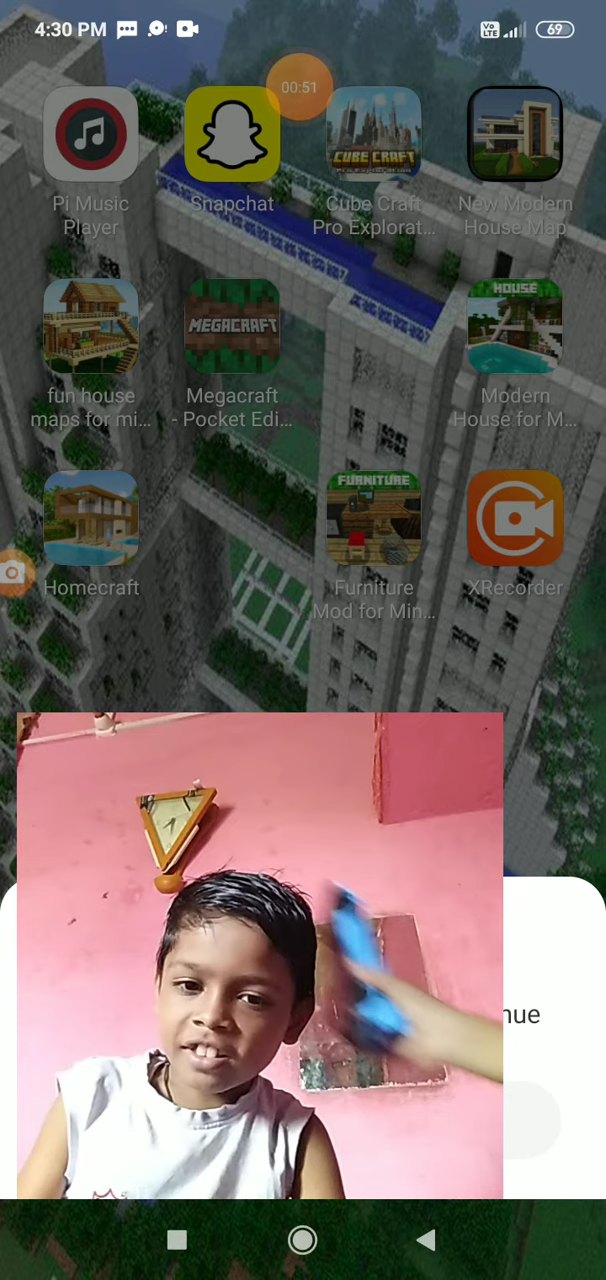 4:30 PM
Vo
LTE
69
00:51
CUBE CRAFT
HOUSE
MEGACRAFT
FURNITURE
Pi Music
Player
Snapchat
Cube Craft
Pro Explorat...
New Modern
House Map
fun house
maps for mi...
Megacraft
- Pocket Edi...
Modern
House for M...
Homecraft
Furniture
Mod for Min...
XRecorder
nue